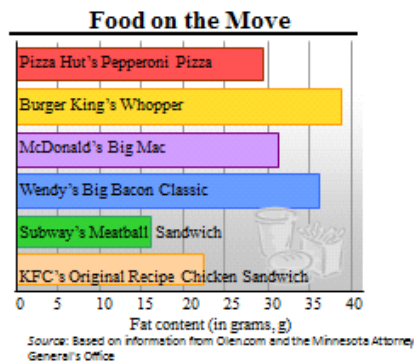 Food on the Move
Pizza Hut's Pepperoni Pizza
Burger King's Whopper
McDonald's Big Mac
Wendy's Big Bacon Classic
Subway's Meatball Sandwich
KFC's Original Recipe Chicken Sandwich
0 5 10 15 20 25 30 35 40
Fat content (in grams, g)
Source: Based on information from Olen.com and the Minnesota Attorney
General's Office